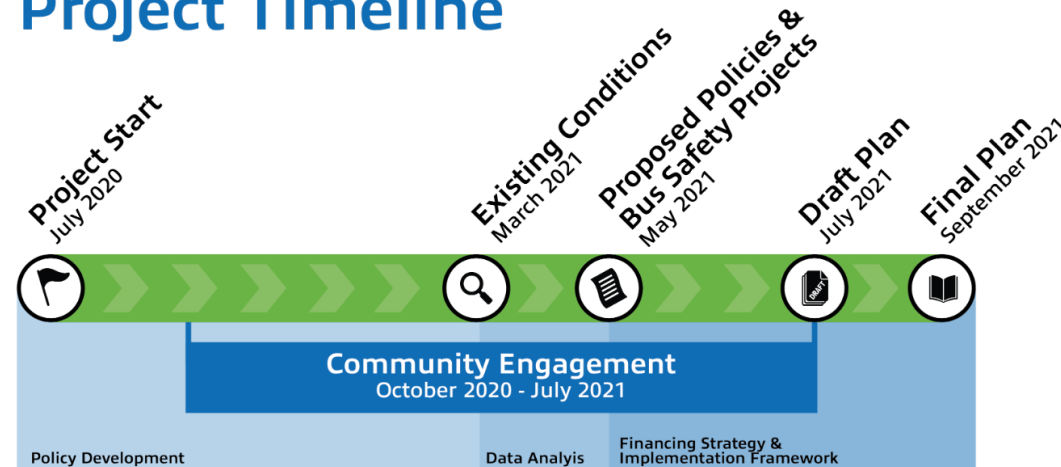 Project Timeline
Project Start
July 2020
Existing Conditions
March 2021
Proposed Policies &
Bus Safety Projects
May 2021
Draft Plan
July 2021
Final Plan
September 2021
DRAFT
Community Engagement
October 2020 - July 2021
Policy Development
Data Analyis
Financing Strategy &
Implementation Framework